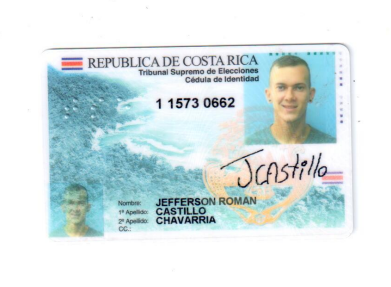 REPUBLICA DE COSTA RICA
Tribunal Supremo de Elecciones
Cédula de Identidad
1 1573 0662
JCAStillo
Nombre: JEFFERSON ROMAN
1º Apellido: CASTILLO
2º Apellido: CHAVARRIA
CC.: